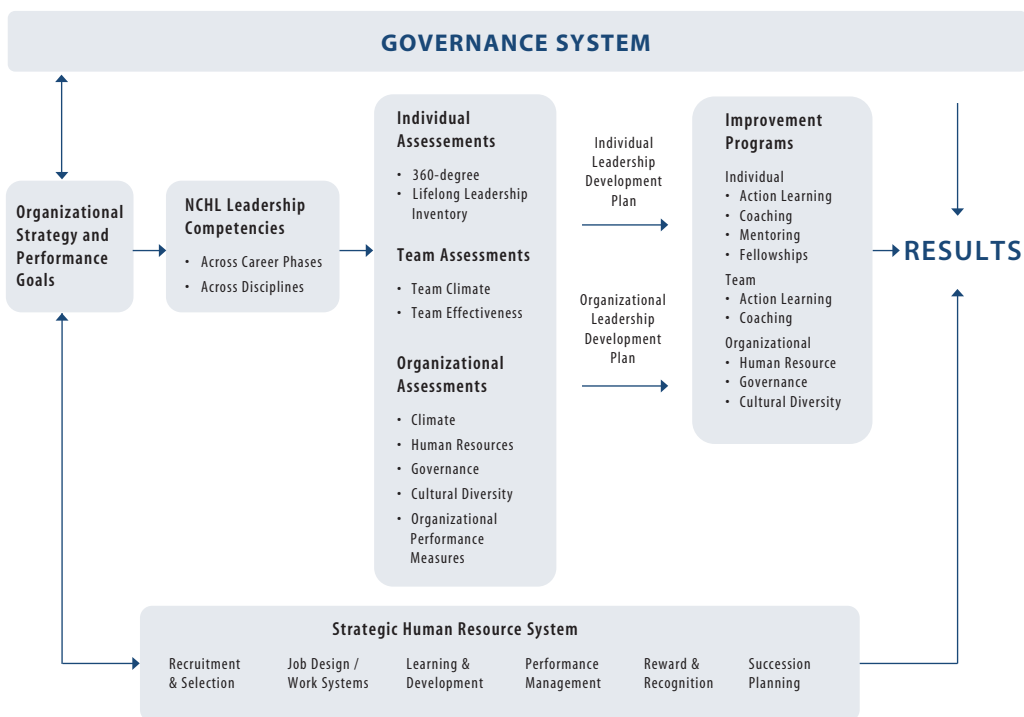 GOVERNANCE SYSTEM
Organizational
Strategy and
Performance
Goals
NCHL Leadership
Competencies
• Across Career Phases
• Across Disciplines
Individual
Assessements
• 360-degree
• Lifelong Leadership
Inventory
Team Assessments
• Team Climate
• Team Effectiveness
Organizational
Assessments
• Climate
• Human Resources
• Governance
• Cultural Diversity
• Organizational
Performance
Measures
Individual
Leadership
Development
Plan
Organizational
Leadership
Development
Plan
Improvement
Programs
Individual
• Action Learning
• Coaching
• Mentoring
• Fellowships
Team
• Action Learning
• Coaching
Organizational
• Human Resource
• Governance
• Cultural Diversity
RESULTS
Strategic Human Resource System
Recruitment
& Selection
Job Design /
Work Systems
Learning &
Development
Performance
Management
Reward &
Recognition
Succession
Planning